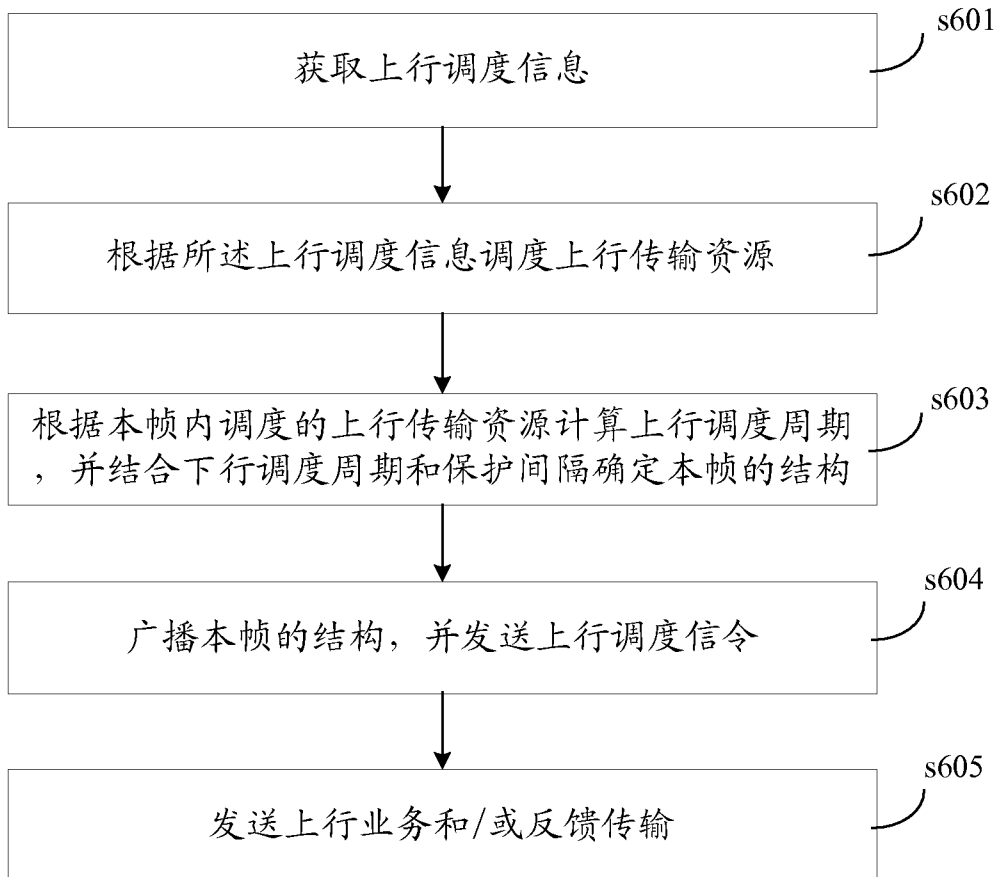 s601
获取上行调度信息
s602
根据所述上行调度信息调度上行传输资源
s603
根据本帧内调度的上行传输资源计算上行调度周期
，并结合下行调度周期和保护间隔确定本帧的结构
s604
广播本帧的结构，并发送上行调度信令
s605
发送上行业务和/或反馈传输